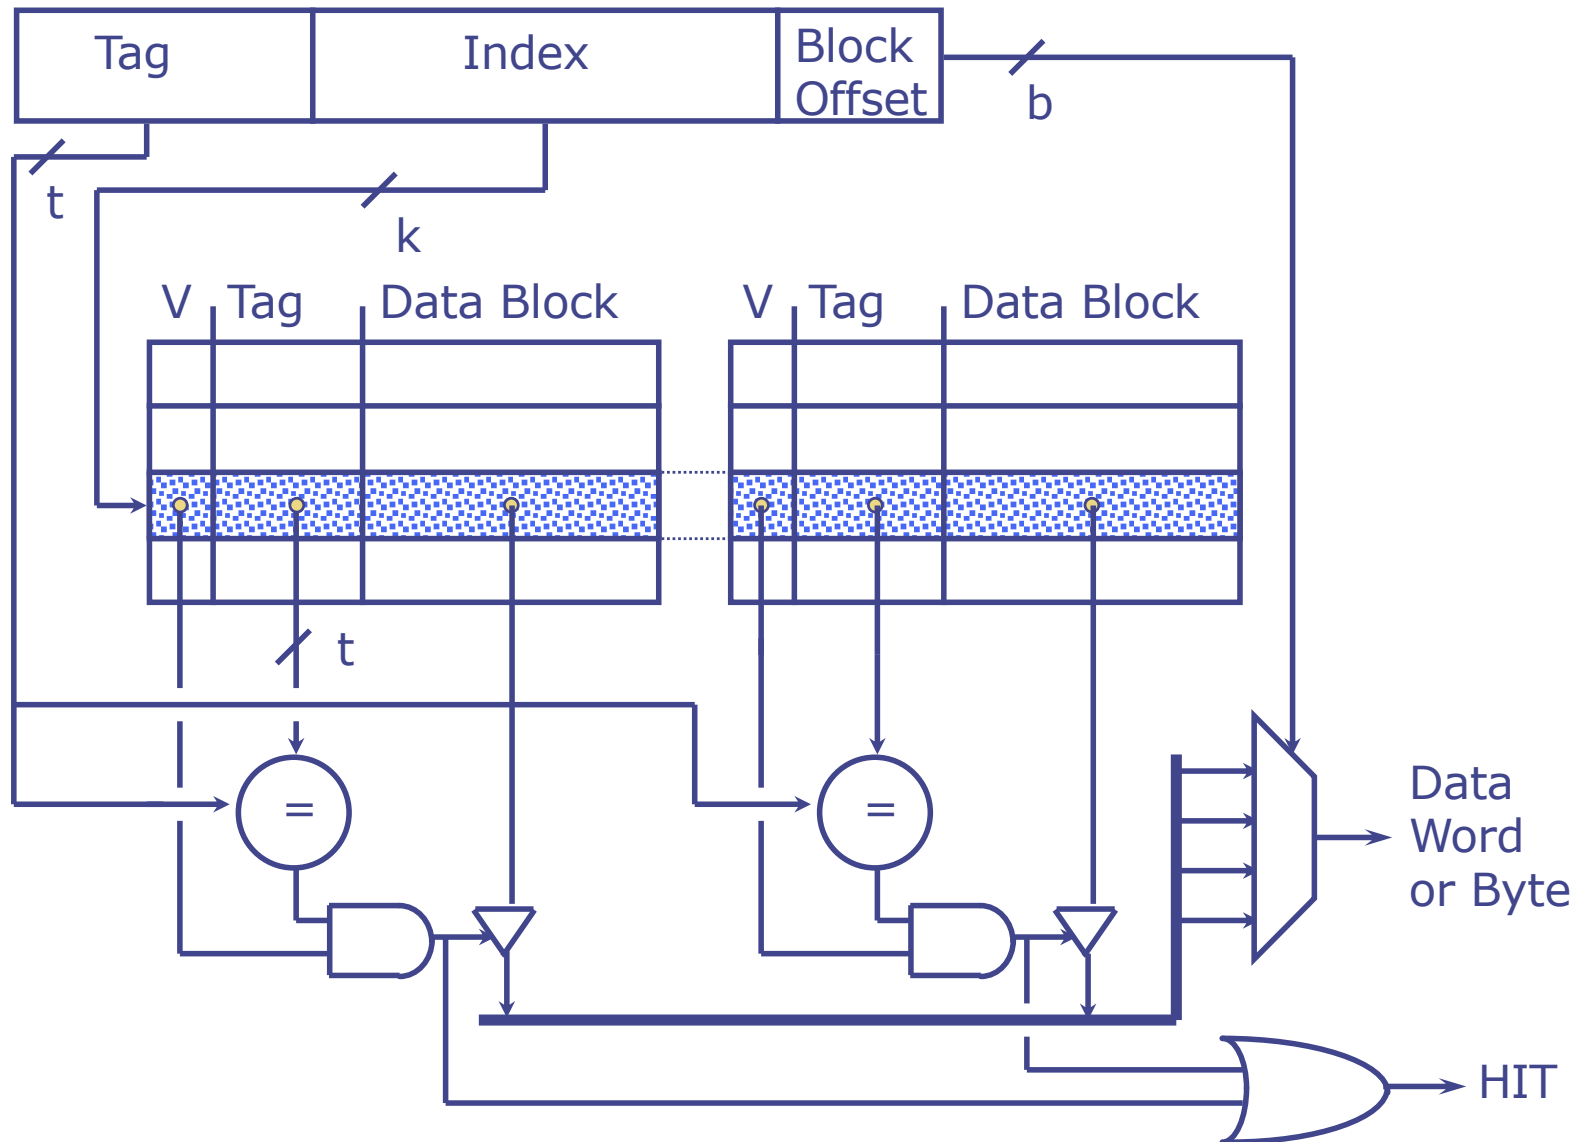 Tag
Index
Block
Offset
b
t
k
V Tag Data Block
V Tag Data Block
t
=
=
Data
Word
or Byte
HIT